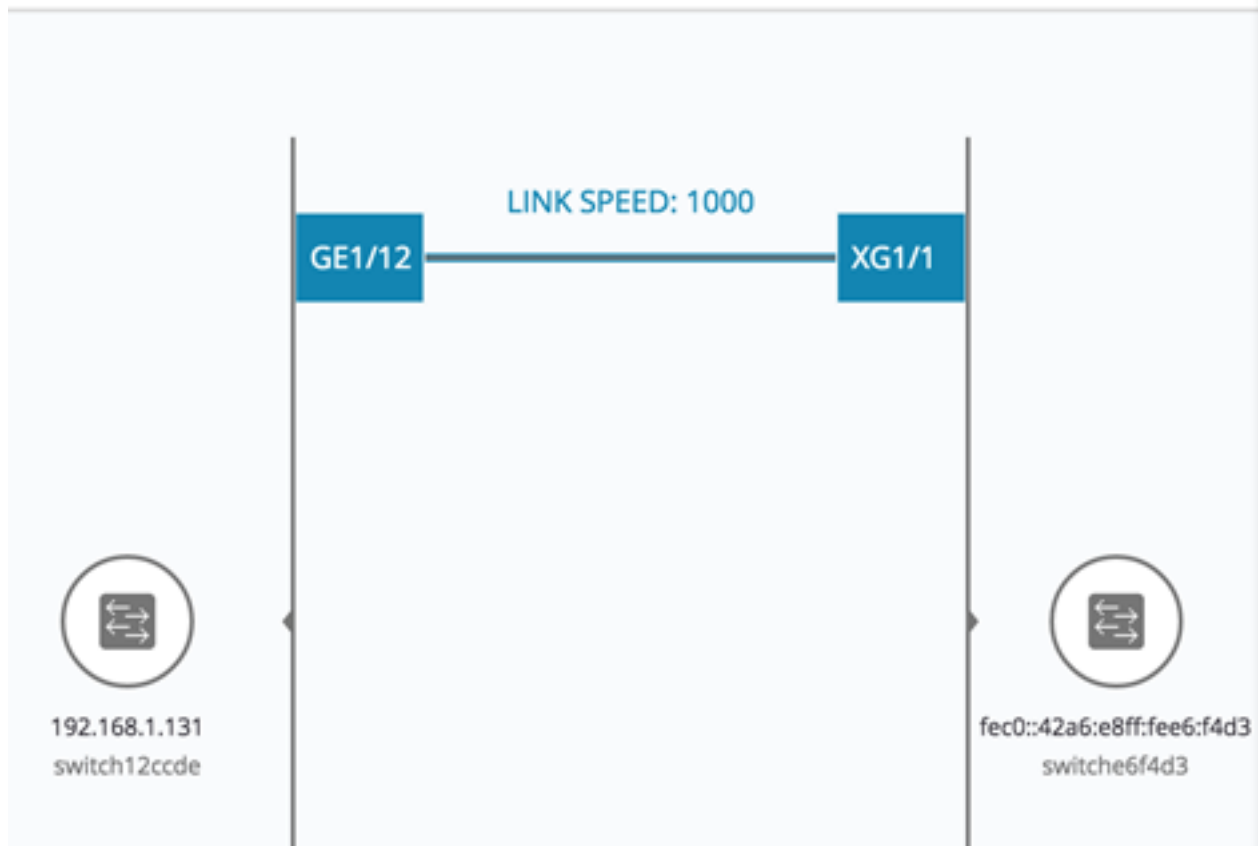 LINK SPEED: 1000
GE1/12
XG1/1
192.168.1.131
switch12ccde
fec0::42a6:e8ff:fee6:f4d3
switche6f4d3